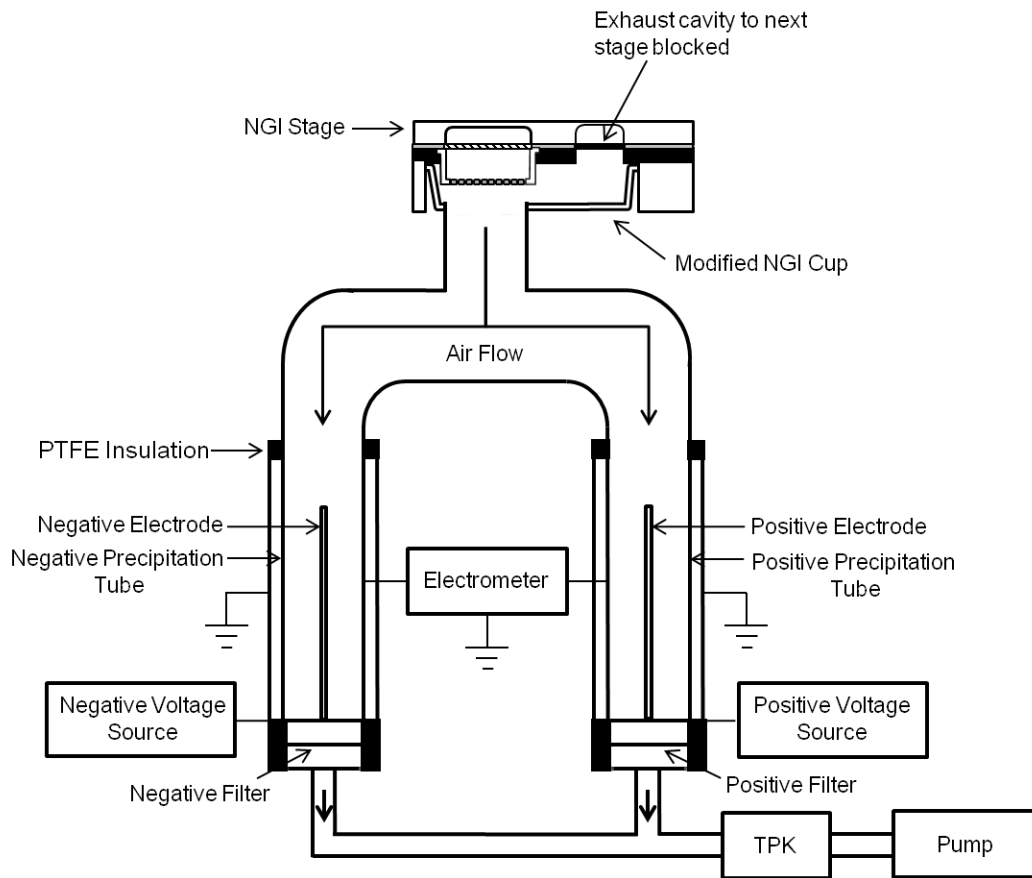 Exhaust cavity to next
stage blocked
NGI Stage
Modified NGI Cup
Air Flow
PTFE Insulation
Negative Electrode
Positive Electrode
Negative Precipitation
Tube
Electrometer
Positive Precipitation
Tube
Negative Voltage
Source
Positive Voltage
Source
Negative Filter
Positive Filter
TPK
Pump